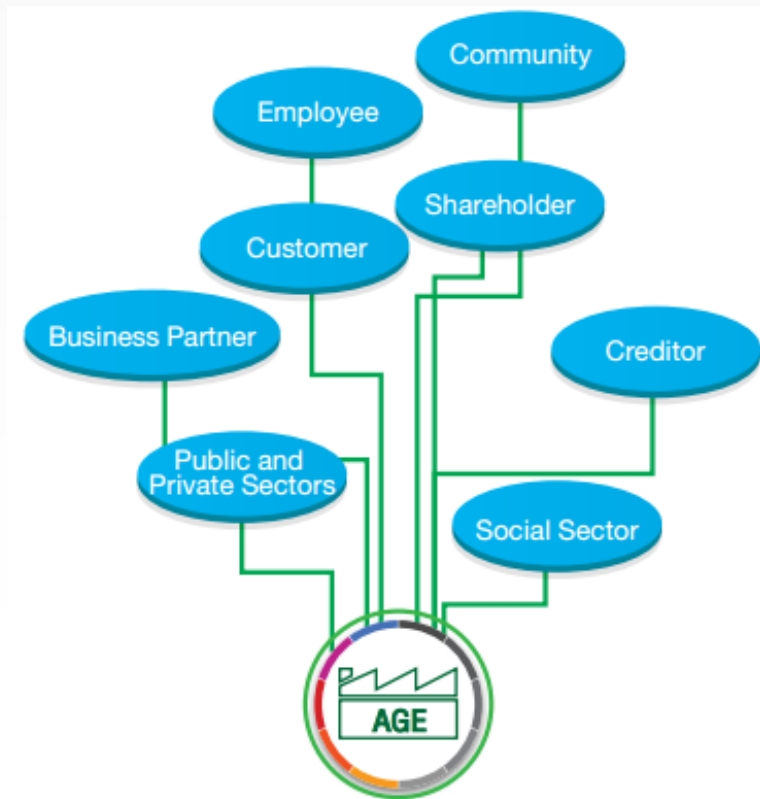 Community
Employee
Shareholder
Customer
Business Partner
Creditor
Public and
Private Sectors
Social Sector
AGE